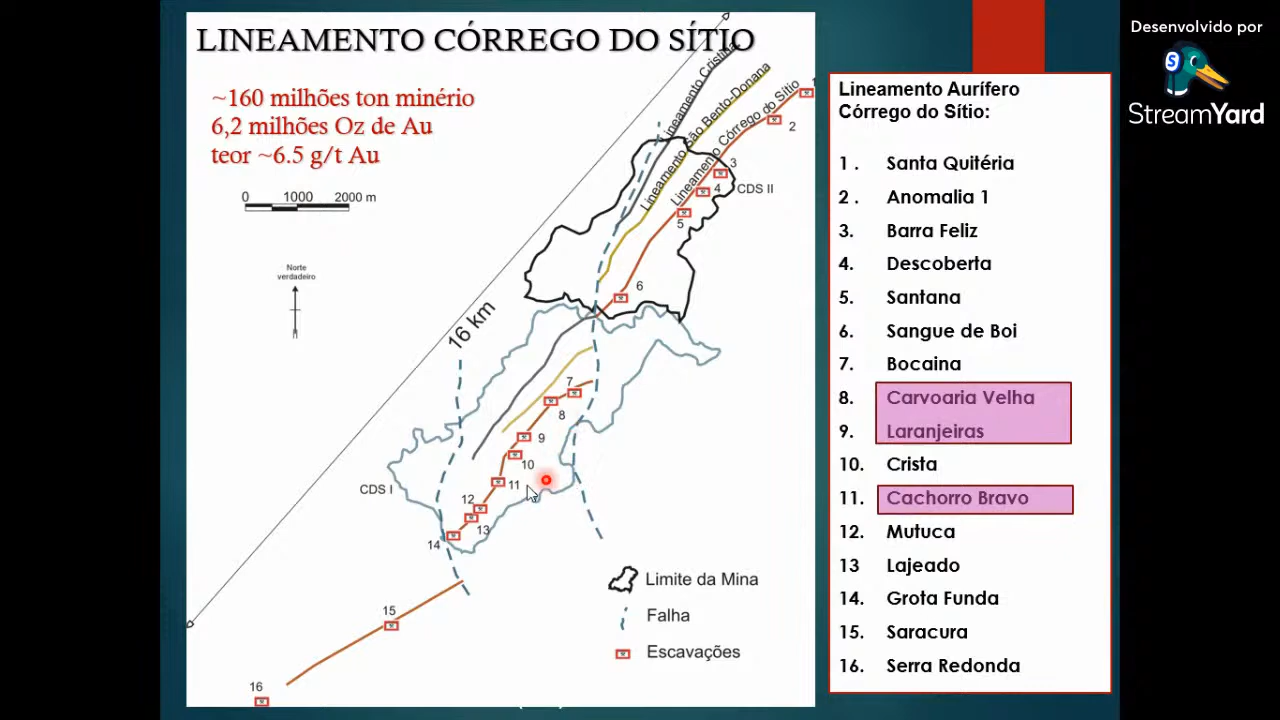 LINEAMENTO CÓRREGO DO SÍTIO
~160 milhões ton minério
6,2 milhões Oz de Au
teor ~6.5 g/t Au
0 1000 2000 m
Norte
verdadeiro
16 km
Lineamento Cristina
Lineamento São Bento-Donana
Lineamento Córrego do Sítio
1
2
3
4
CDS II
5
6
7
8
9
10
CDS I
11
12
13
14
15
16
Limite da Mina
Falha
Escavações
Lineamento Aurífero
Córrego do Sítio:
1 . Santa Quitéria
2 . Anomalia 1
3. Barra Feliz
4. Descoberta
5. Santana
6. Sangue de Boi
7. Bocaina
8. Carvoaria Velha
9. Laranjeiras
10. Crista
11. Cachorro Bravo
12. Mutuca
13 Lajeado
14. Grota Funda
15. Saracura
16. Serra Redonda
Desenvolvido por
S
StreamYard